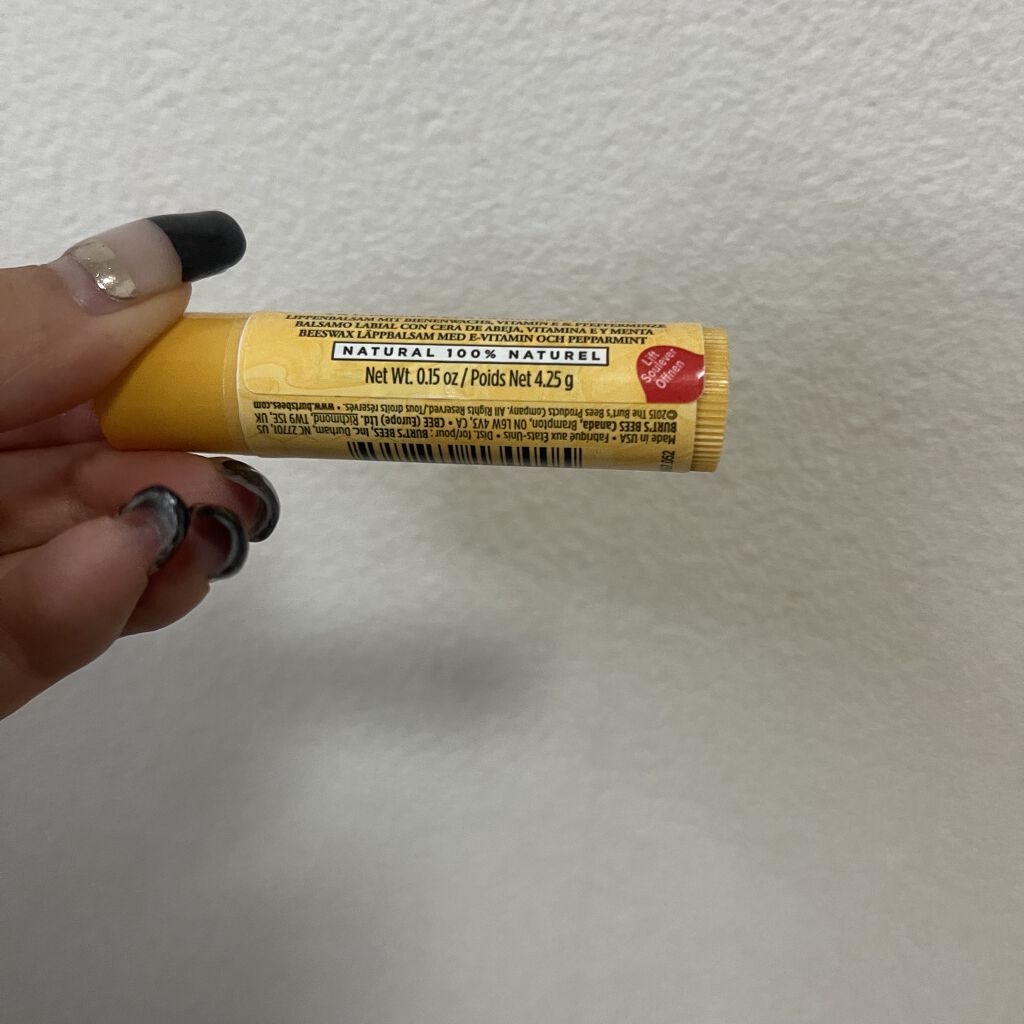 LIPPENBALSAM MIT BIENENWACHS, VITAMIN E & PFEFFERMINZE
BALSAMO LABIAL CON CERA DE ABEJA, VITAMINA E Y MENTA
BEESWAX LÄPPBALSAM MED E-VITAMIN OCH PEPPARMINT
NATURAL 100% NATUREL
Net Wt. 0.15 oz / Poids Net 4.25 g
Lift
Soulever
Öffnen
Made in USA • Fabriqué aux États-Unis • Dist. for/pour : BURT'S BEES, Inc. Durham, NC 27701, US
BURT'S BEES Canada, Brampton, ON L6W 4V3, CA • CBEE (Europe) Ltd. Richmond, TW9 1SE, UK
©2015 The Burt's Bees Products Company. All Rights Reserved./Tous droits réservés. • www.burtsbees.com